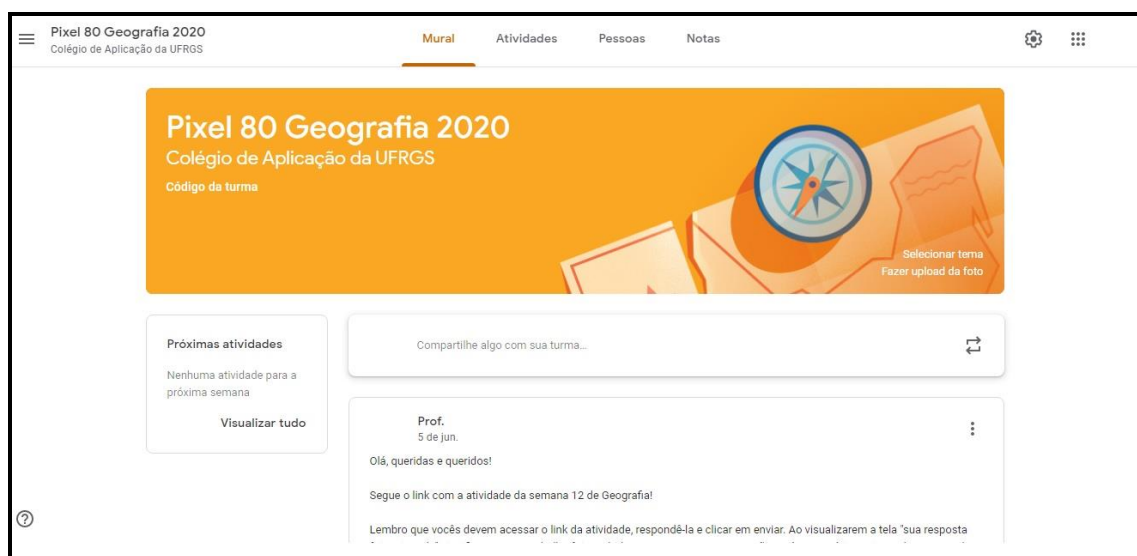 Pixel 80 Geografia 2020
Colégio de Aplicação da UFRGS
Mural
Atividades
Pessoas
Notas
Pixel 80 Geografia 2020
Colégio de Aplicação da UFRGS
Código da turma
Selecionar tema
Fazer upload da foto
Próximas atividades
Nenhuma atividade para a
próxima semana
Visualizar tudo
Compartilhe algo com sua turma...
Prof.
5 de jun.
Olá, queridas e queridos!
Segue o link com a atividade da semana 12 de Geografia!
Lembro que vocês devem acessar o link da atividade, respondê-la e clicar em enviar. Ao visualizarem a tela "sua resposta